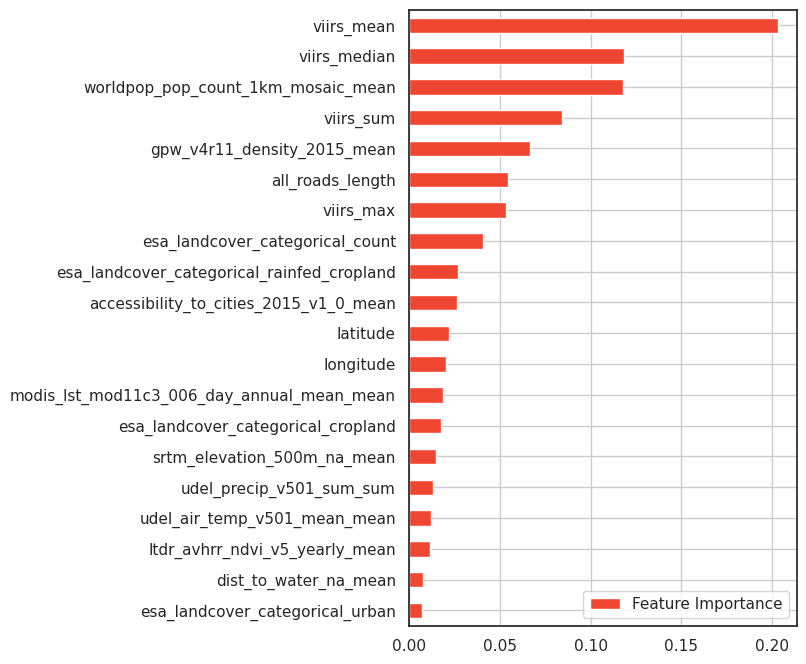 viirs_mean
viirs_median
worldpop_pop_count_1km_mosaic_mean
viirs_sum
gpw_v4r11_density_2015_mean
all_roads_length
viirs_max
esa_landcover_categorical_count
esa_landcover_categorical_rainfed_cropland
accessibility_to_cities_2015_v1_0_mean
latitude
longitude
modis_lst_mod11c3_006_day_annual_mean_mean
esa_landcover_categorical_cropland
srtm_elevation_500m_na_mean
udel_precip_v501_sum_sum
udel_air_temp_v501_mean_mean
ltdr_avhrr_ndvi_v5_yearly_mean
dist_to_water_na_mean
esa_landcover_categorical_urban
Feature Importance
0.00 0.05 0.10 0.15 0.20